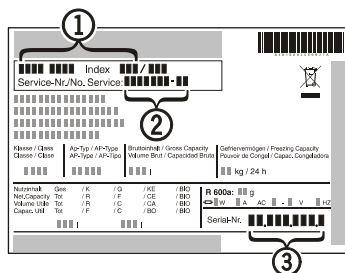 1
Index /
Service-Nr./No. Service: -
2
Klasse / Class
Classe / Clase
Ap-Typ / AP-Type
AP-Type / AP-Tipo
Bruttoinhalt / Gross Capacity
Volume Brut / Capacidad Bruta
Gefriervermögen / Freezing Capacity
Pouvoir de Congel / Capac. Congeladora
l
kg / 24 h
Nutzinhalt Ges / K / G / KE / BIO
Net.Capacity Tot / R / F / CE / BIO
Volume Utile Tot / R / C / CA / BIO
Capac. Util Tot / F / C / BO / BIO
l l
R 600a: g
W A AC - V HZ
Serial-Nr.
3